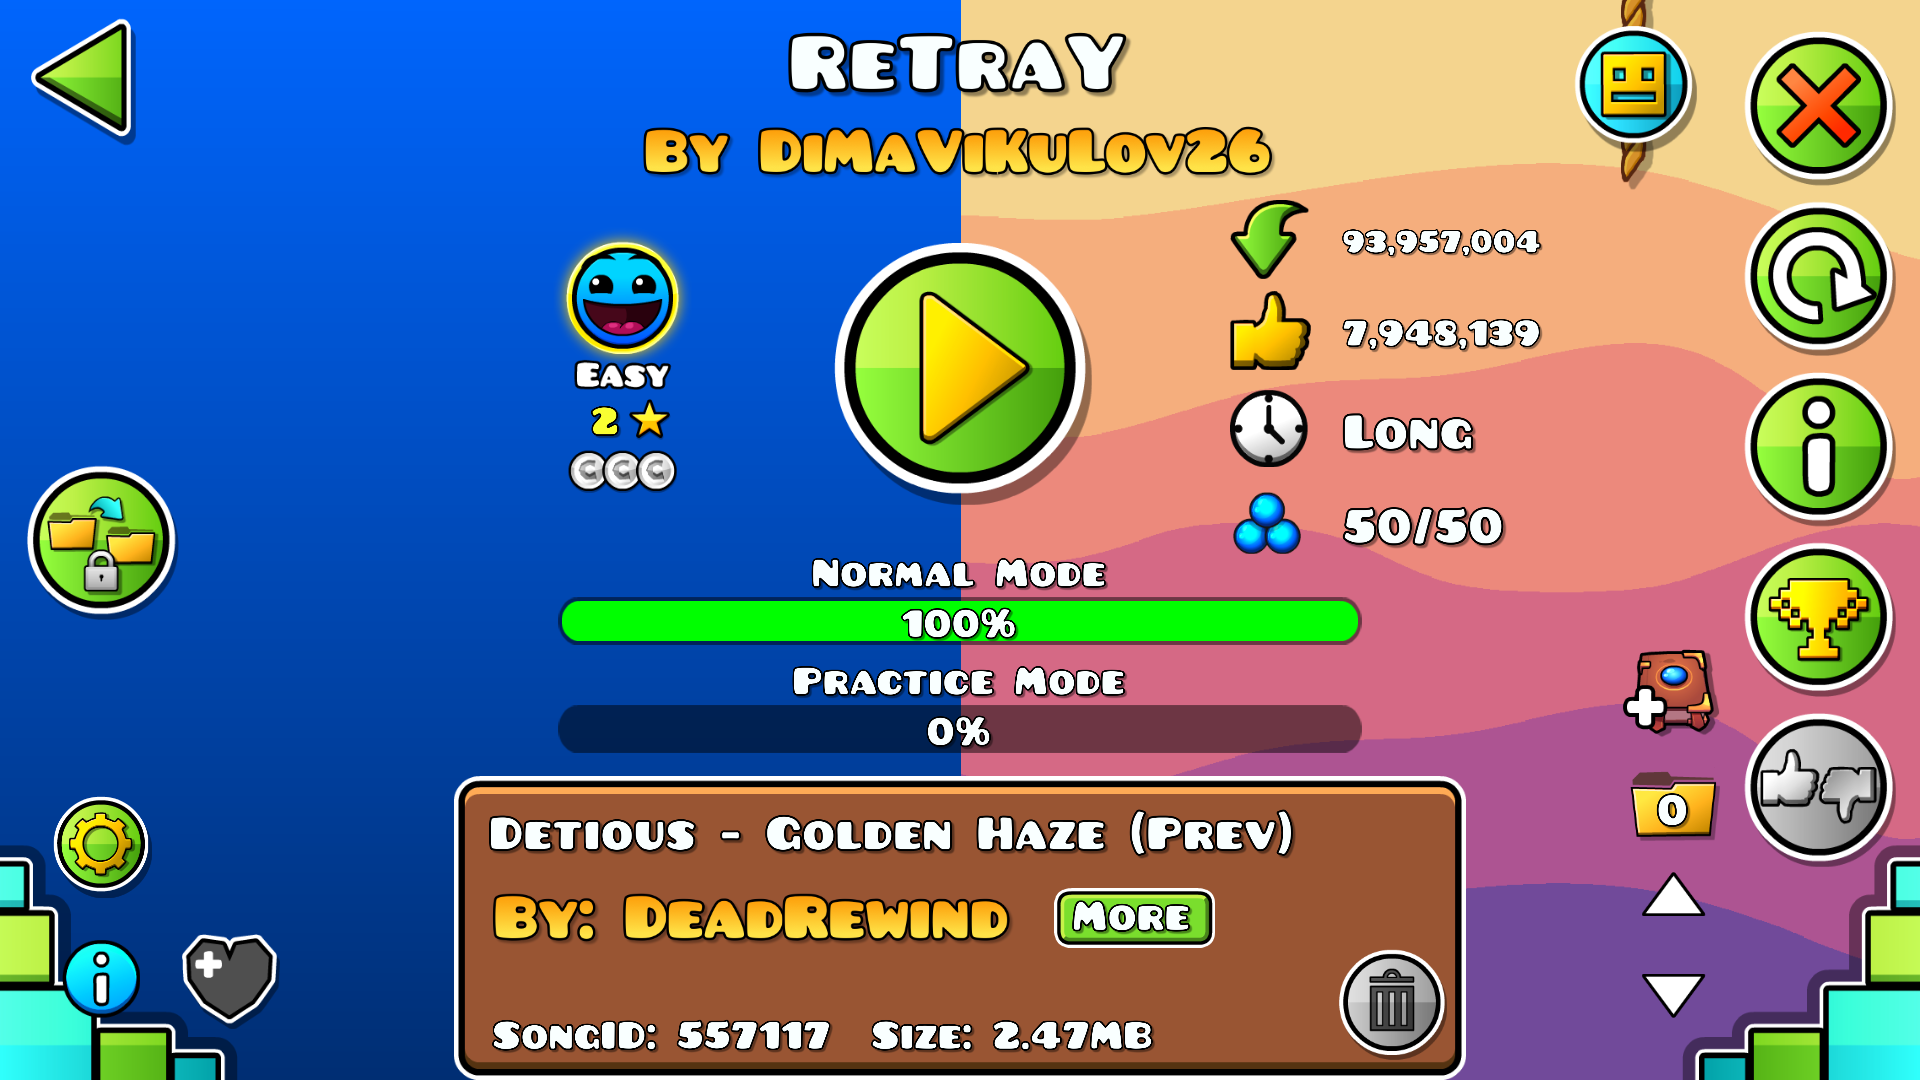 ReTraY
By DiMaViKuLov26
93,957,004
7,948,139
Easy
2
Long
50/50
Normal Mode
100%
Practice Mode
0%
0
Detious - Golden Haze (Prev)
By: DeadRewind
More
SongID: 557117 Size: 2.47MB